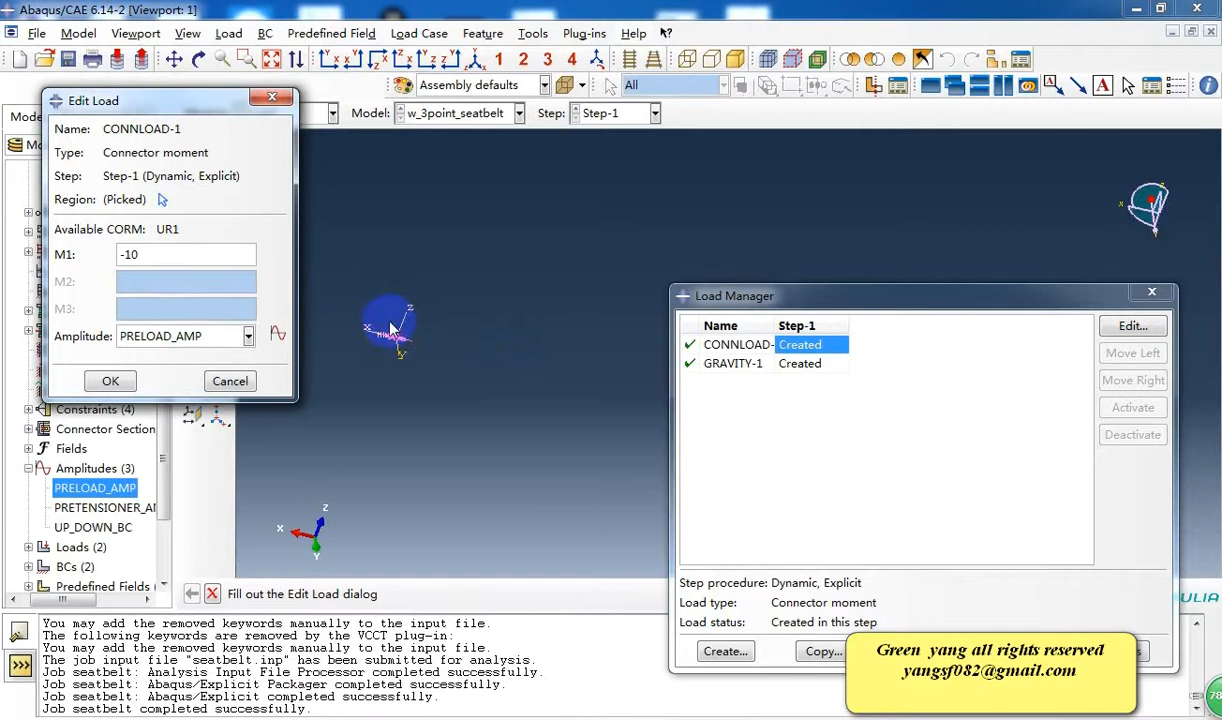 Abaqus/CAE 6.14-2 [Viewport: 1]
File Model Viewport View Load BC Predefined Field Load Case Feature Tools Plug-ins Help
1 2 3 4
Assembly defaults All A
Model: w_3point_seatbelt Step: Step-1
Edit Load
Name: CONNLOAD-1
Type: Connector moment
Step: Step-1 (Dynamic, Explicit)
Region: (Picked)
Available CORM: UR1
M1: -10
M2:
M3:
Amplitude: PRELOAD_AMP
OK Cancel
Constraints (4)
Connector Section
Fields
Amplitudes (3)
PRELOAD_AMP
PRETENSIONER_A
UP_DOWN_BC
Loads (2)
BCs (2)
Predefined Fields
X Z Y
X Z Y
Load Manager
Name Step-1
CONNLOAD- Created
GRAVITY-1 Created
Edit...
Move Left
Move Right
Activate
Deactivate
Step procedure: Dynamic, Explicit
Load type: Connector moment
Load status: Created in this step
Create... Copy...
Fill out the Edit Load dialog
ULIA
You may add the removed keywords manually to the input file.
The following keywords are removed by the VCCT plug-in:
You may add the removed keywords manually to the input file.
The job input file "seatbelt.inp" has been submitted for analysis.
Job seatbelt: Analysis Input File Processor completed successfully.
Job seatbelt: Abaqus/Explicit Packager completed successfully.
Job seatbelt: Abaqus/Explicit completed successfully.
Job seatbelt completed successfully.
Green yang all rights reserved
yangsf082@gmail.com
78